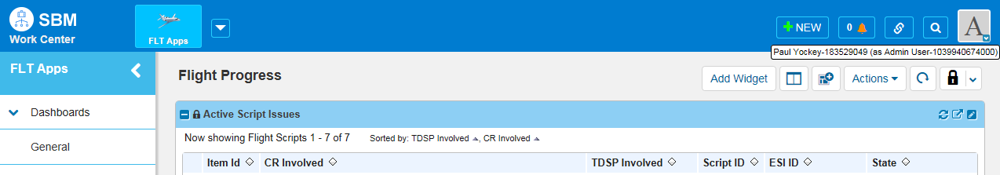 SBM
Work Center
FLT Apps
NEW
0
A
Paul Yockey-183529049 (as Admin User-1039940674000)
FLT Apps
Flight Progress
Add Widget
Actions
Dashboards
General
Active Script Issues
Now showing Flight Scripts 1 - 7 of 7 Sorted by: TDSP Involved , CR Involved
Item Id CR Involved TDSP Involved Script ID ESI ID State